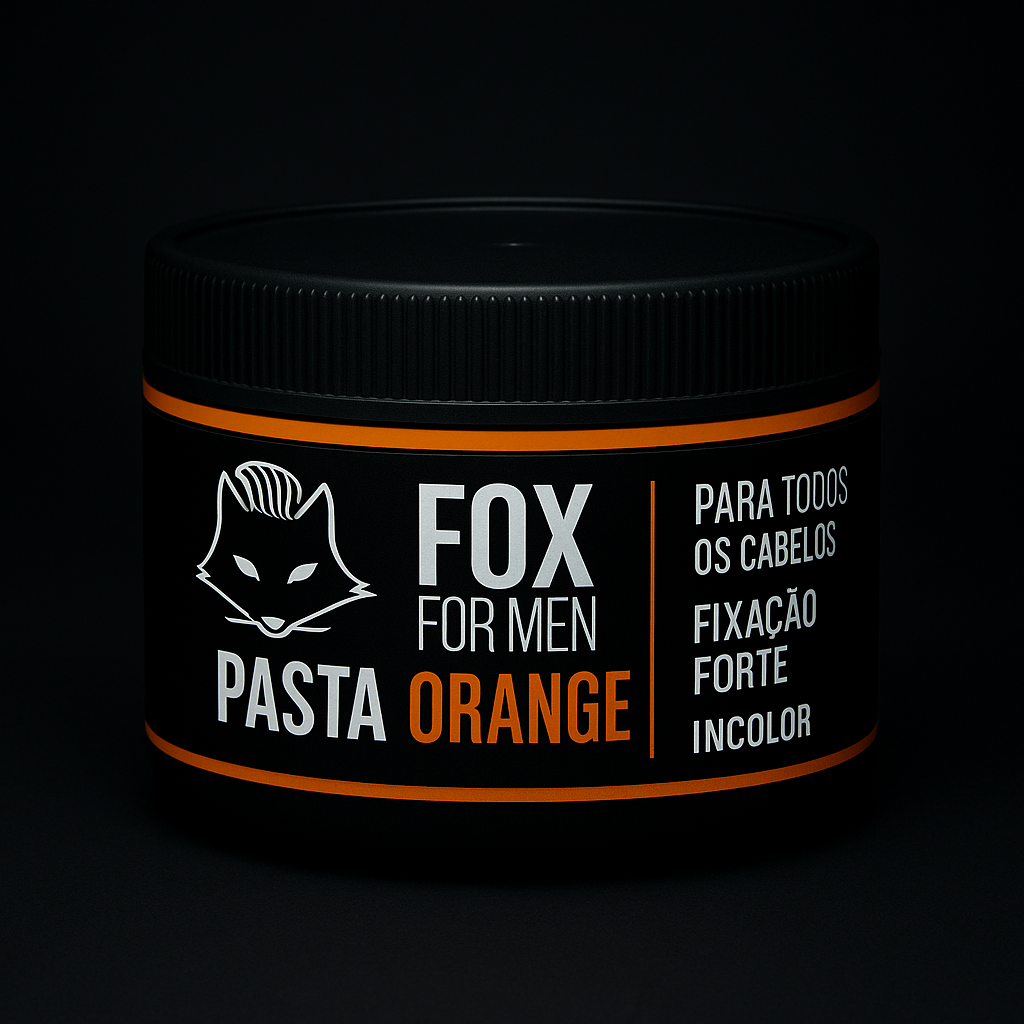 FOX
FOR MEN
PASTA ORANGE
PARA TODOS
OS CABELOS
FIXAÇÃO
FORTE
INCOLOR